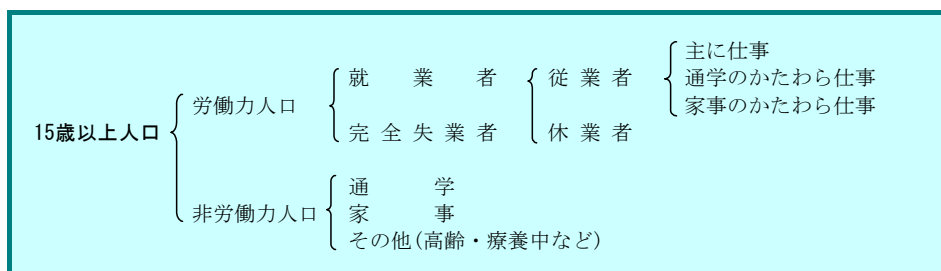 主に仕事
就業者 従業者 通学のかたわら仕事
労働力人口 家事のかたわら仕事
15歳以上人口 完全失業者 休業者
通学
非労働力人口 家事
その他(高齢・療養中など)